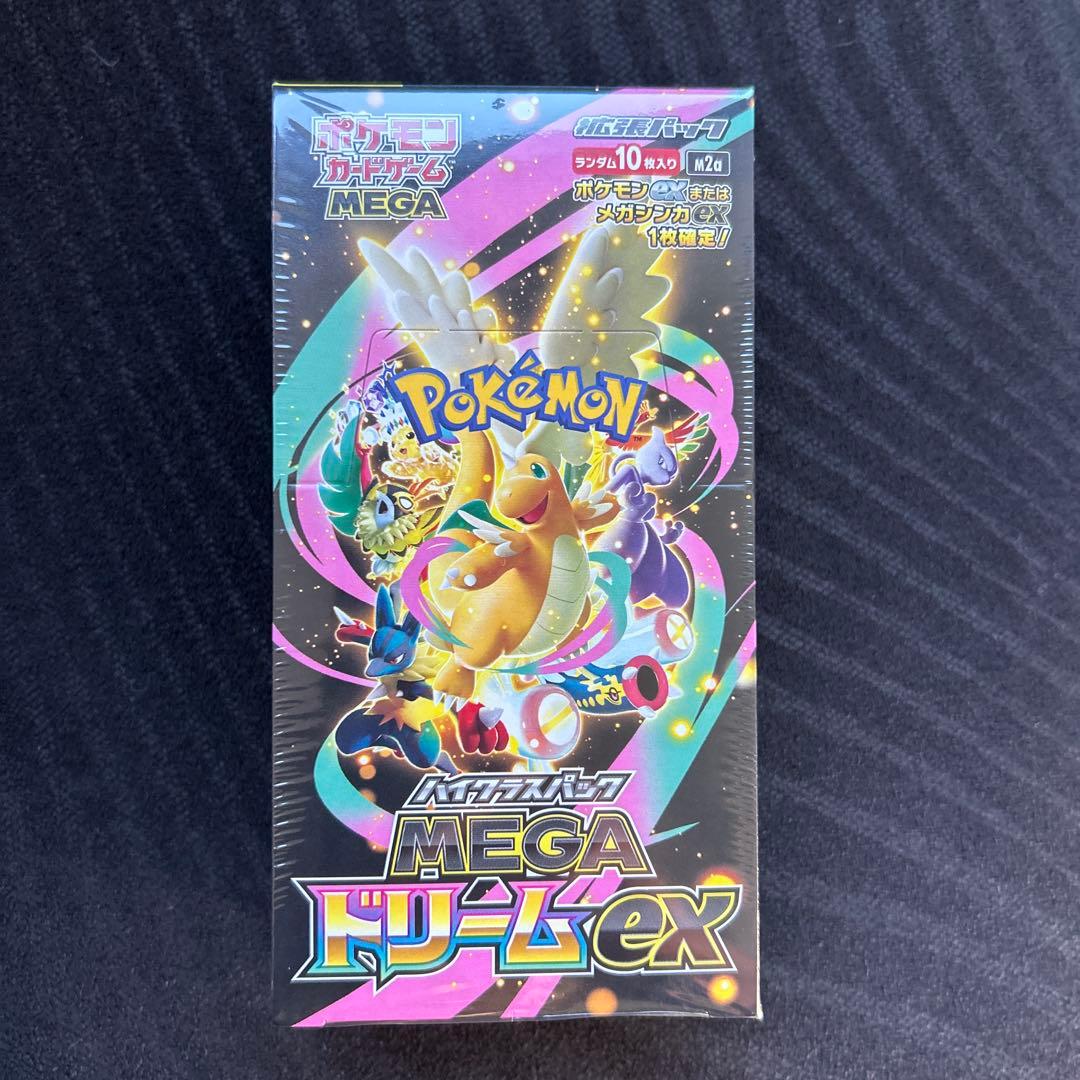 ポケモン
カードゲーム
MEGA
拡張パック
ランダム10枚入り M2a
ポケモンexまたは
メガシンカex
1枚確定!
POKÉMON
TM
ハイクラスパック
MEGA
ドリームex